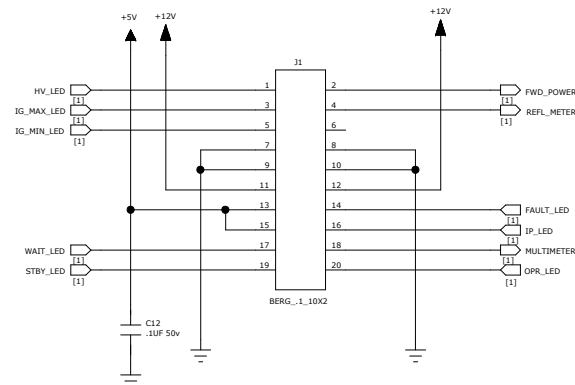 +5V
+12V
+12V
J1
HV_LED
[1]
1
2
FWD_POWER
[1]
IG_MAX_LED
[1]
3
4
REFL_METER
[1]
IG_MIN_LED
[1]
5
6
7
8
9
10
11
12
13
14
FAULT_LED
[1]
15
16
IP_LED
[1]
WAIT_LED
[1]
17
18
MULTIMETER
[1]
STBY_LED
[1]
19
20
OPR_LED
[1]
BERG_.1_10X2
C12
.1UF 50v